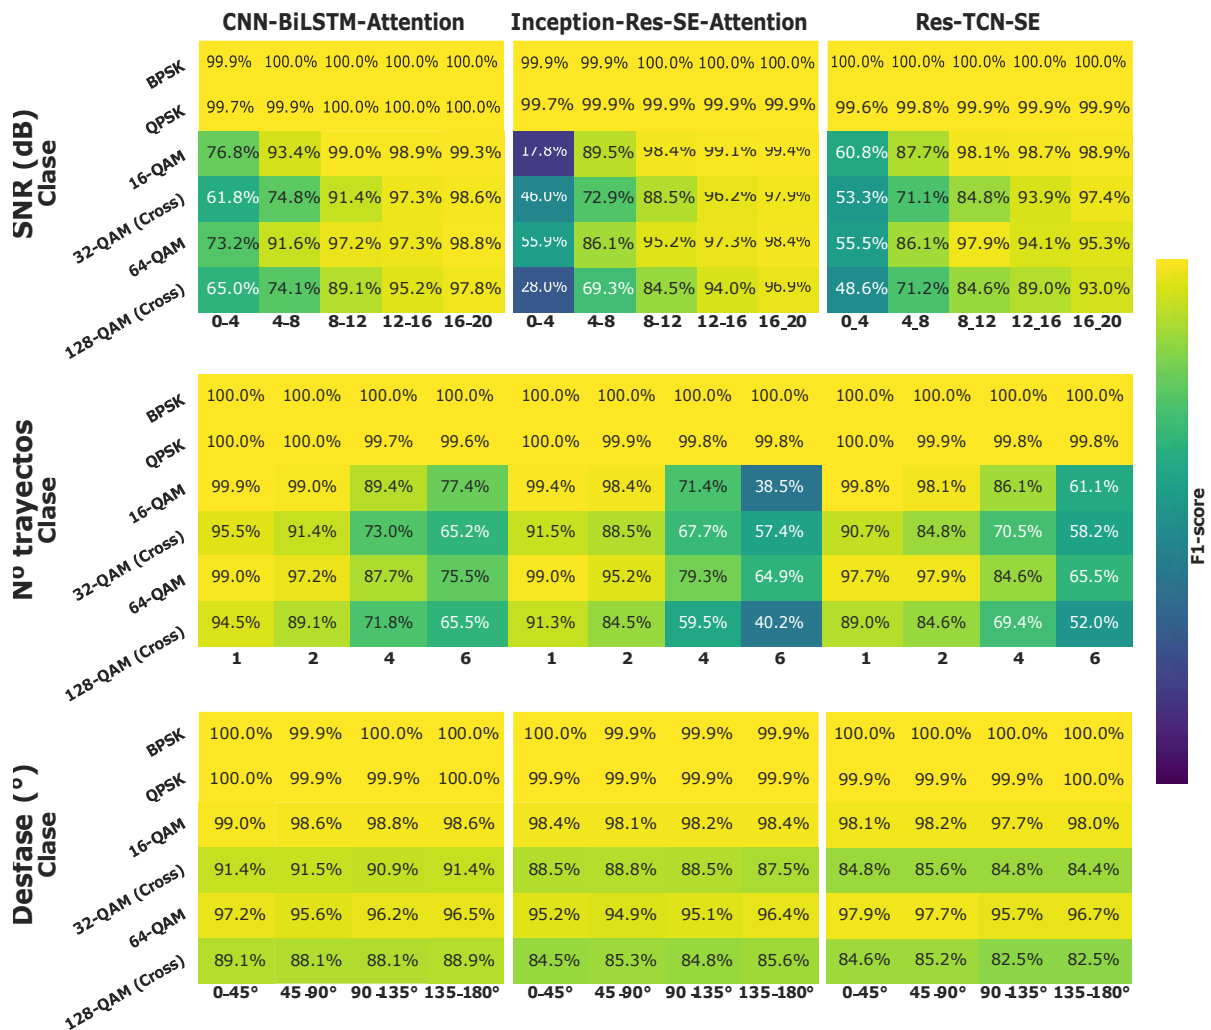 CNN-BiLSTM-Attention Inception-Res-SE-Attention Res-TCN-SE
SNR (dB)
Clase
BPSK 99.9% 100.0% 100.0% 100.0% 100.0% 99.9% 99.9% 100.0% 100.0% 100.0% 100.0% 100.0% 100.0% 100.0% 100.0%
QPSK 99.7% 99.9% 100.0% 100.0% 100.0% 99.7% 99.9% 99.9% 99.9% 99.9% 99.6% 99.8% 99.9% 99.9% 99.9%
16-QAM 76.8% 93.4% 99.0% 98.9% 99.3% 17.8% 89.5% 98.4% 99.1% 99.4% 60.8% 87.7% 98.1% 98.7% 98.9%
32-QAM (Cross) 61.8% 74.8% 91.4% 97.3% 98.6% 46.0% 72.9% 88.5% 96.2% 97.9% 53.3% 71.1% 84.8% 93.9% 97.4%
64-QAM 73.2% 91.6% 97.2% 97.3% 98.8% 55.9% 86.1% 95.2% 97.3% 98.4% 55.5% 86.1% 97.9% 94.1% 95.3%
128-QAM (Cross) 65.0% 74.1% 89.1% 95.2% 97.8% 28.0% 69.3% 84.5% 94.0% 96.9% 48.6% 71.2% 84.6% 89.0% 93.0%
0-4 4-8 8-12 12-16 16-20 0-4 4-8 8-12 12-16 16_20 0_4 4_8 8_12 12_16 16_20
Nº trayectos
Clase
BPSK 100.0% 100.0% 100.0% 100.0% 100.0% 100.0% 100.0% 100.0% 100.0% 100.0% 100.0% 100.0%
QPSK 100.0% 100.0% 99.7% 99.6% 100.0% 99.9% 99.8% 99.8% 100.0% 99.9% 99.8% 99.8%
16-QAM 99.9% 99.0% 89.4% 77.4% 99.4% 98.4% 71.4% 38.5% 99.8% 98.1% 86.1% 61.1%
32-QAM (Cross) 95.5% 91.4% 73.0% 65.2% 91.5% 88.5% 67.7% 57.4% 90.7% 84.8% 70.5% 58.2%
64-QAM 99.0% 97.2% 87.7% 75.5% 99.0% 95.2% 79.3% 64.9% 97.7% 97.9% 84.6% 65.5%
128-QAM (Cross) 94.5% 89.1% 71.8% 65.5% 91.3% 84.5% 59.5% 40.2% 89.0% 84.6% 69.4% 52.0%
1 2 4 6 1 2 4 6 1 2 4 6
Desfase (°)
Clase
BPSK 100.0% 99.9% 100.0% 100.0% 100.0% 99.9% 99.9% 99.9% 100.0% 100.0% 100.0% 100.0%
QPSK 100.0% 99.9% 99.9% 100.0% 99.9% 99.9% 99.9% 99.9% 99.9% 99.9% 99.9% 100.0%
16-QAM 99.0% 98.6% 98.8% 98.6% 98.4% 98.1% 98.2% 98.4% 98.1% 98.2% 97.7% 98.0%
32-QAM (Cross) 91.4% 91.5% 90.9% 91.4% 88.5% 88.8% 88.5% 87.5% 84.8% 85.6% 84.8% 84.4%
64-QAM 97.2% 95.6% 96.2% 96.5% 95.2% 94.9% 95.1% 96.4% 97.9% 97.7% 95.7% 96.7%
128-QAM (Cross) 89.1% 88.1% 88.1% 88.9% 84.5% 85.3% 84.8% 85.6% 84.6% 85.2% 82.5% 82.5%
0-45° 45-90° 90-135° 135-180° 0-45° 45-90° 90-135° 135-180° 0-45° 45-90° 90-135° 135-180°
F1-score